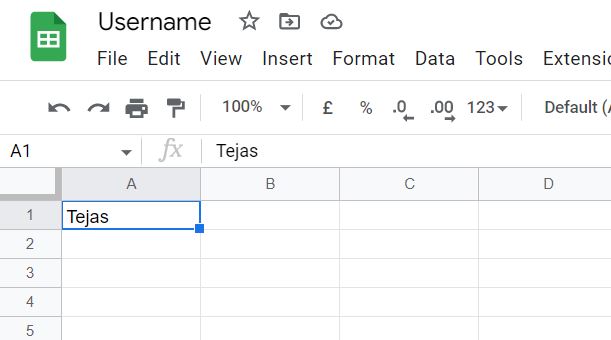 Username
File Edit View Insert Format Data Tools Extensi
100% £ % .0 .00 123 Default (
A1 fx Tejas
A B C D
1 Tejas
2
3
4
5